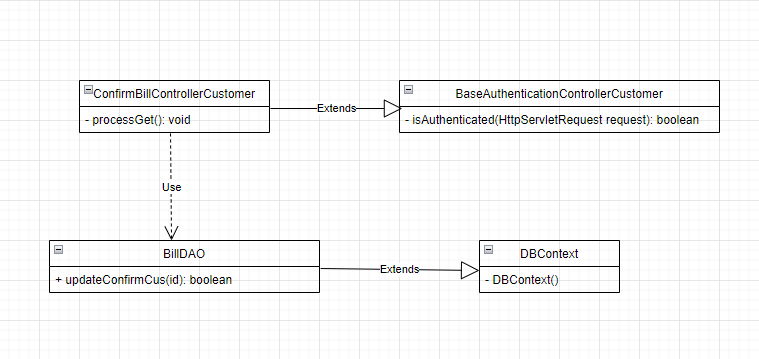 ConfirmBillControllerCustomer
- processGet(): void
Extends
BaseAuthenticationControllerCustomer
- isAuthenticated(HttpServletRequest request): boolean
Use
BillDAO
+ updateConfirmCus(id): boolean
Extends
DBContext
- DBContext()